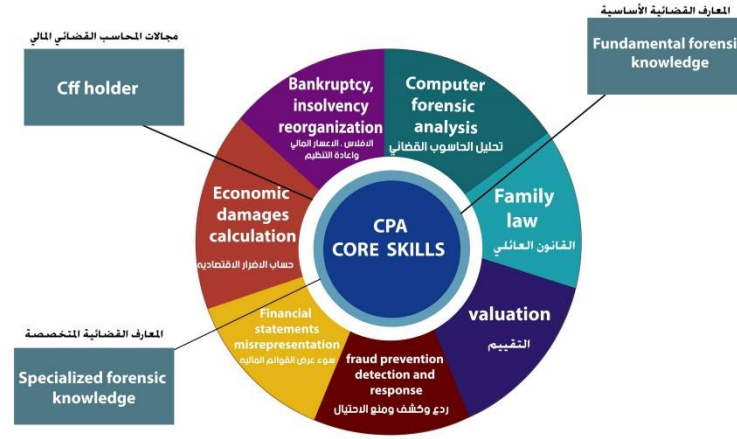 المعارف القضائية الأساسية
Fundamental forensi
knowledge
مجالات المحاسب القضائي المالي
Cff holder
Bankruptcy,
insolvency
reorganization
الافلاس . الاعسار المالي
واعادة التنظيم
Computer
forensic
analysis
تحليل الحاسوب القضائي
Family
law
القانون العائلي
valuation
التقييم
fraud prevention
detection and
response
ردع وكشف ومنع الاحتيال
Financial
statements
misrepresentation
سوء عرض القوائم الماليه
Economic
damages
calculation
حساب الاضرار الاقتصاديه
CPA
CORE SKILLS
المعارف القضائية المتخصصة
Specialized forensic
knowledge